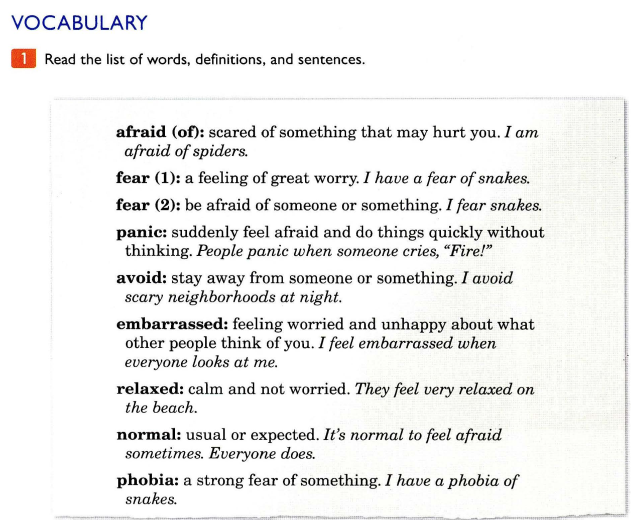 VOCABULARY
1 Read the list of words, definitions, and sentences.
afraid (of): scared of something that may hurt you. I am
afraid of spiders.
fear (1): a feeling of great worry. I have a fear of snakes.
fear (2): be afraid of someone or something. I fear snakes.
panic: suddenly feel afraid and do things quickly without
thinking. People panic when someone cries, “Fire!”
avoid: stay away from someone or something. I avoid
scary neighborhoods at night.
embarrassed: feeling worried and unhappy about what
other people think of you. I feel embarrassed when
everyone looks at me.
relaxed: calm and not worried. They feel very relaxed on
the beach.
normal: usual or expected. It’s normal to feel afraid
sometimes. Everyone does.
phobia: a strong fear of something. I have a phobia of
snakes.